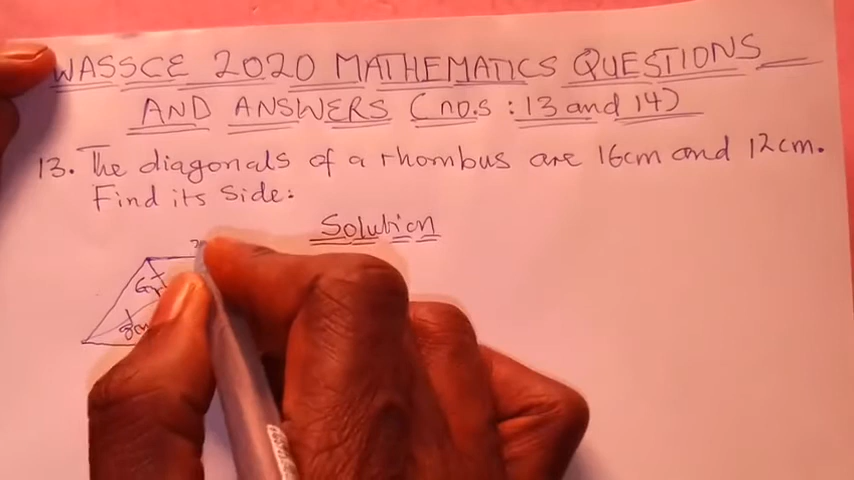 WASSCE 2020 MATHEMATICS QUESTIONS
AND ANSWERS (NO.S : 13 and 14)
13. The diagonals of a rhombus are 16cm and 12cm.
Find its side:
Solution